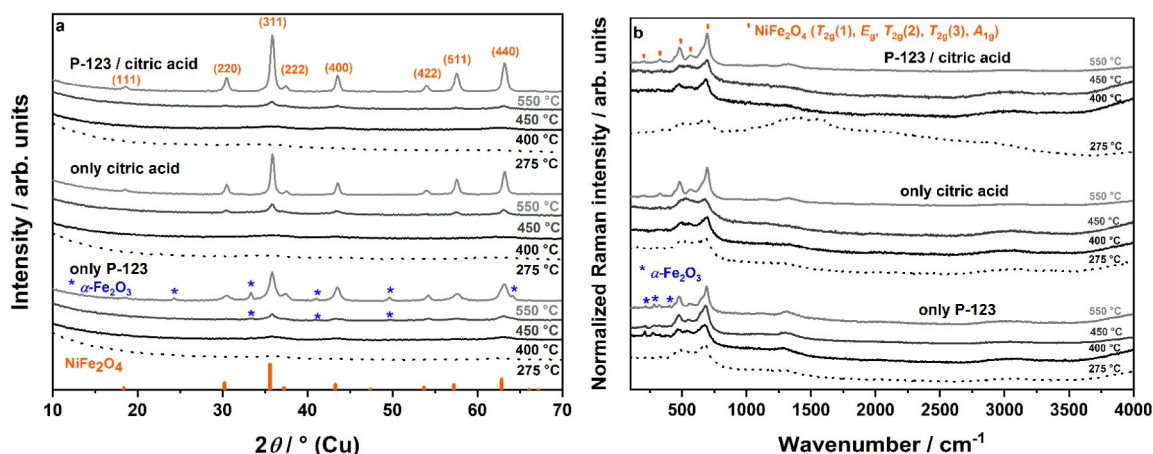 a
Intensity / arb. units
(311)
(111)
(220)
(222)
(400)
(422)
(511)
(440)
P-123 / citric acid
550 °C
450 °C
400 °C
275 °C
only citric acid
550 °C
450 °C
400 °C
275 °C
only P-123
* α-Fe2O3
* * * * *
* * *
550 °C
450 °C
400 °C
275 °C
NiFe2O4
10 20 30 40 50 60 70
2θ / ° (Cu)
b
Normalized Raman intensity / arb. units
NiFe2O4 (T2g(1), Eg, T2g(2), T2g(3), A1g)
P-123 / citric acid
550 °C
450 °C
400 °C
275 °C
only citric acid
550 °C
450 °C
400 °C
275 °C
* α-Fe2O3
* * *
only P-123
550 °C
450 °C
400 °C
275 °C
500 1000 1500 2000 2500 3000 3500 4000
Wavenumber / cm-1